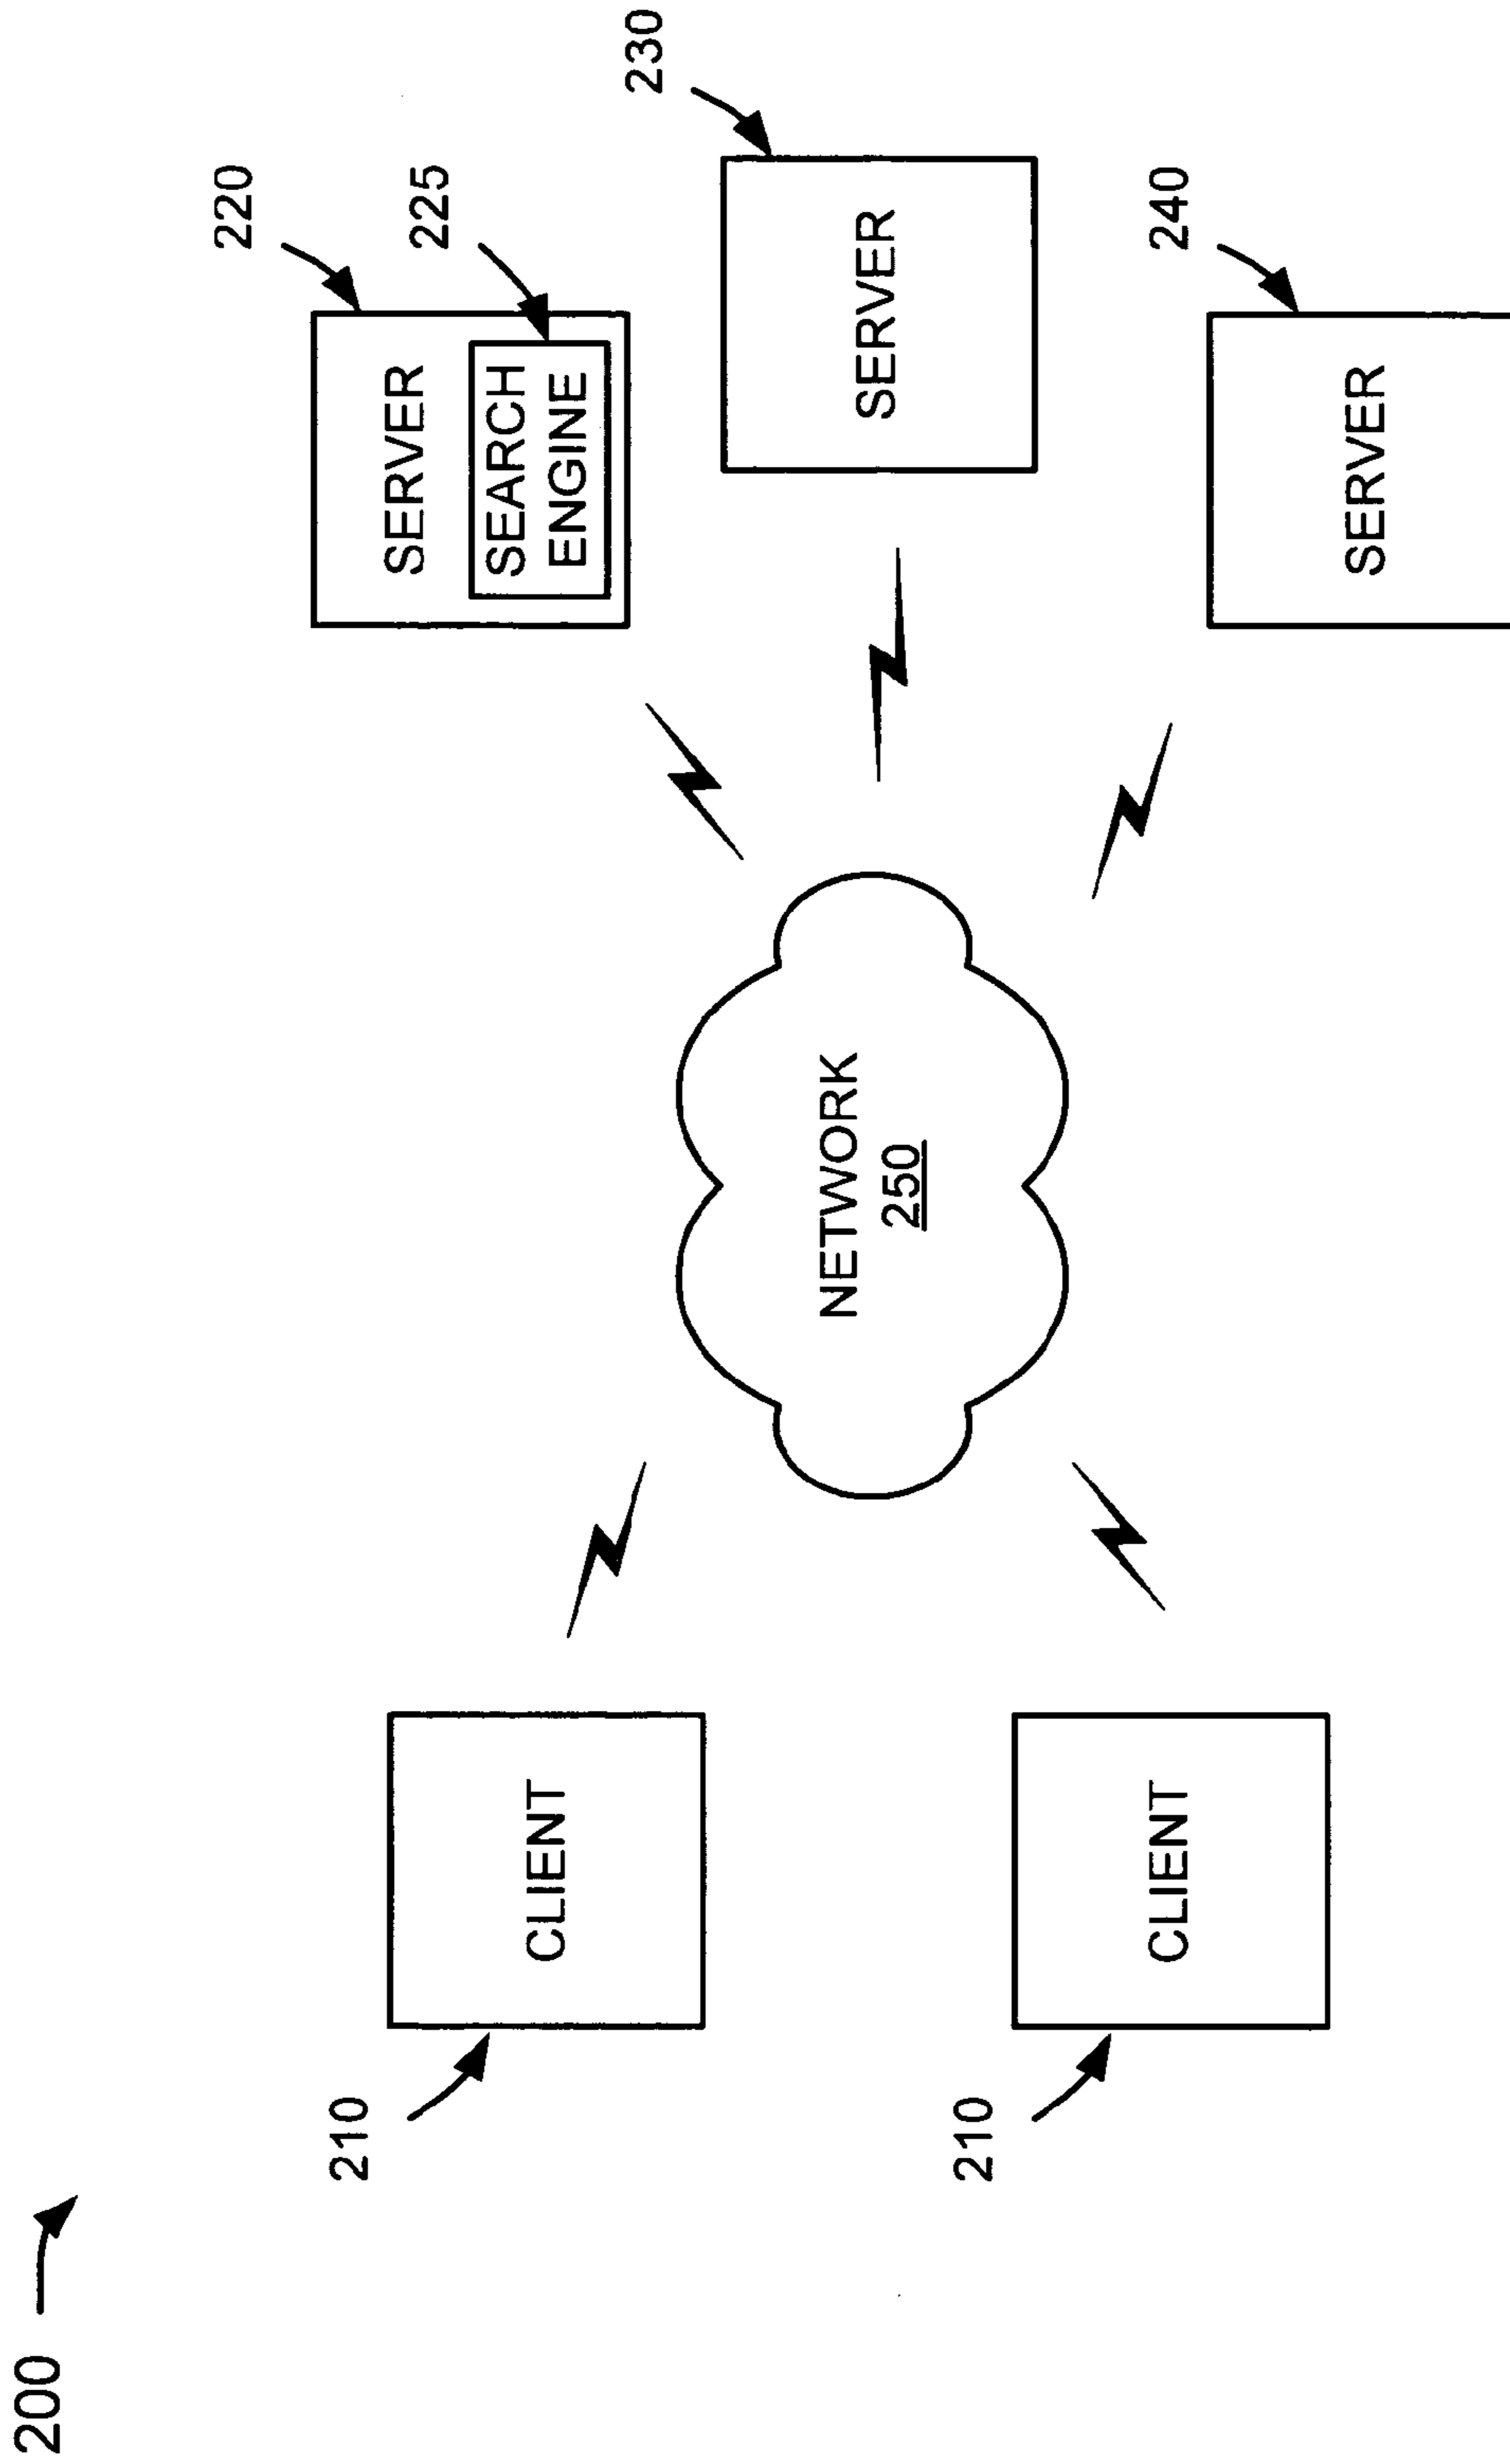 200
210
CLIENT
210
CLIENT
NETWORK
250
220
SERVER
225
SEARCH
ENGINE
230
SERVER
240
SERVER